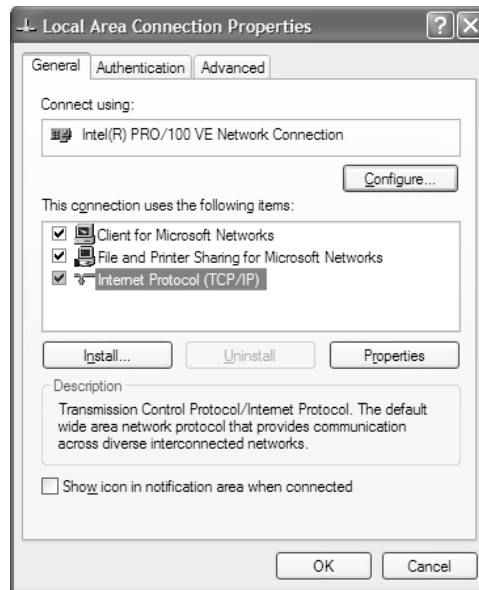 Local Area Connection Properties
General Authentication Advanced
Connect using:
Intel(R) PRO/100 VE Network Connection
Configure...
This connection uses the following items:
Client for Microsoft Networks
File and Printer Sharing for Microsoft Networks
Internet Protocol (TCP/IP)
Install... Uninstall Properties
Description
Transmission Control Protocol/Internet Protocol. The default
wide area network protocol that provides communication
across diverse interconnected networks.
Show icon in notification area when connected
OK Cancel